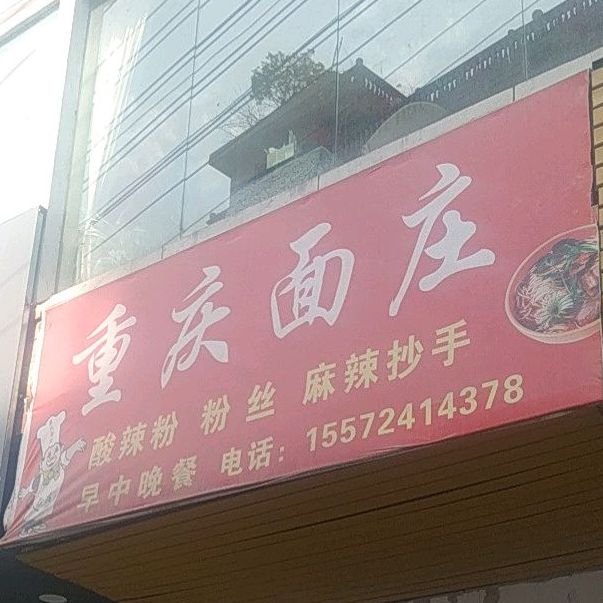 重庆面庄
酸辣粉 粉丝 麻辣抄手
早中晚餐 电话：15572414378